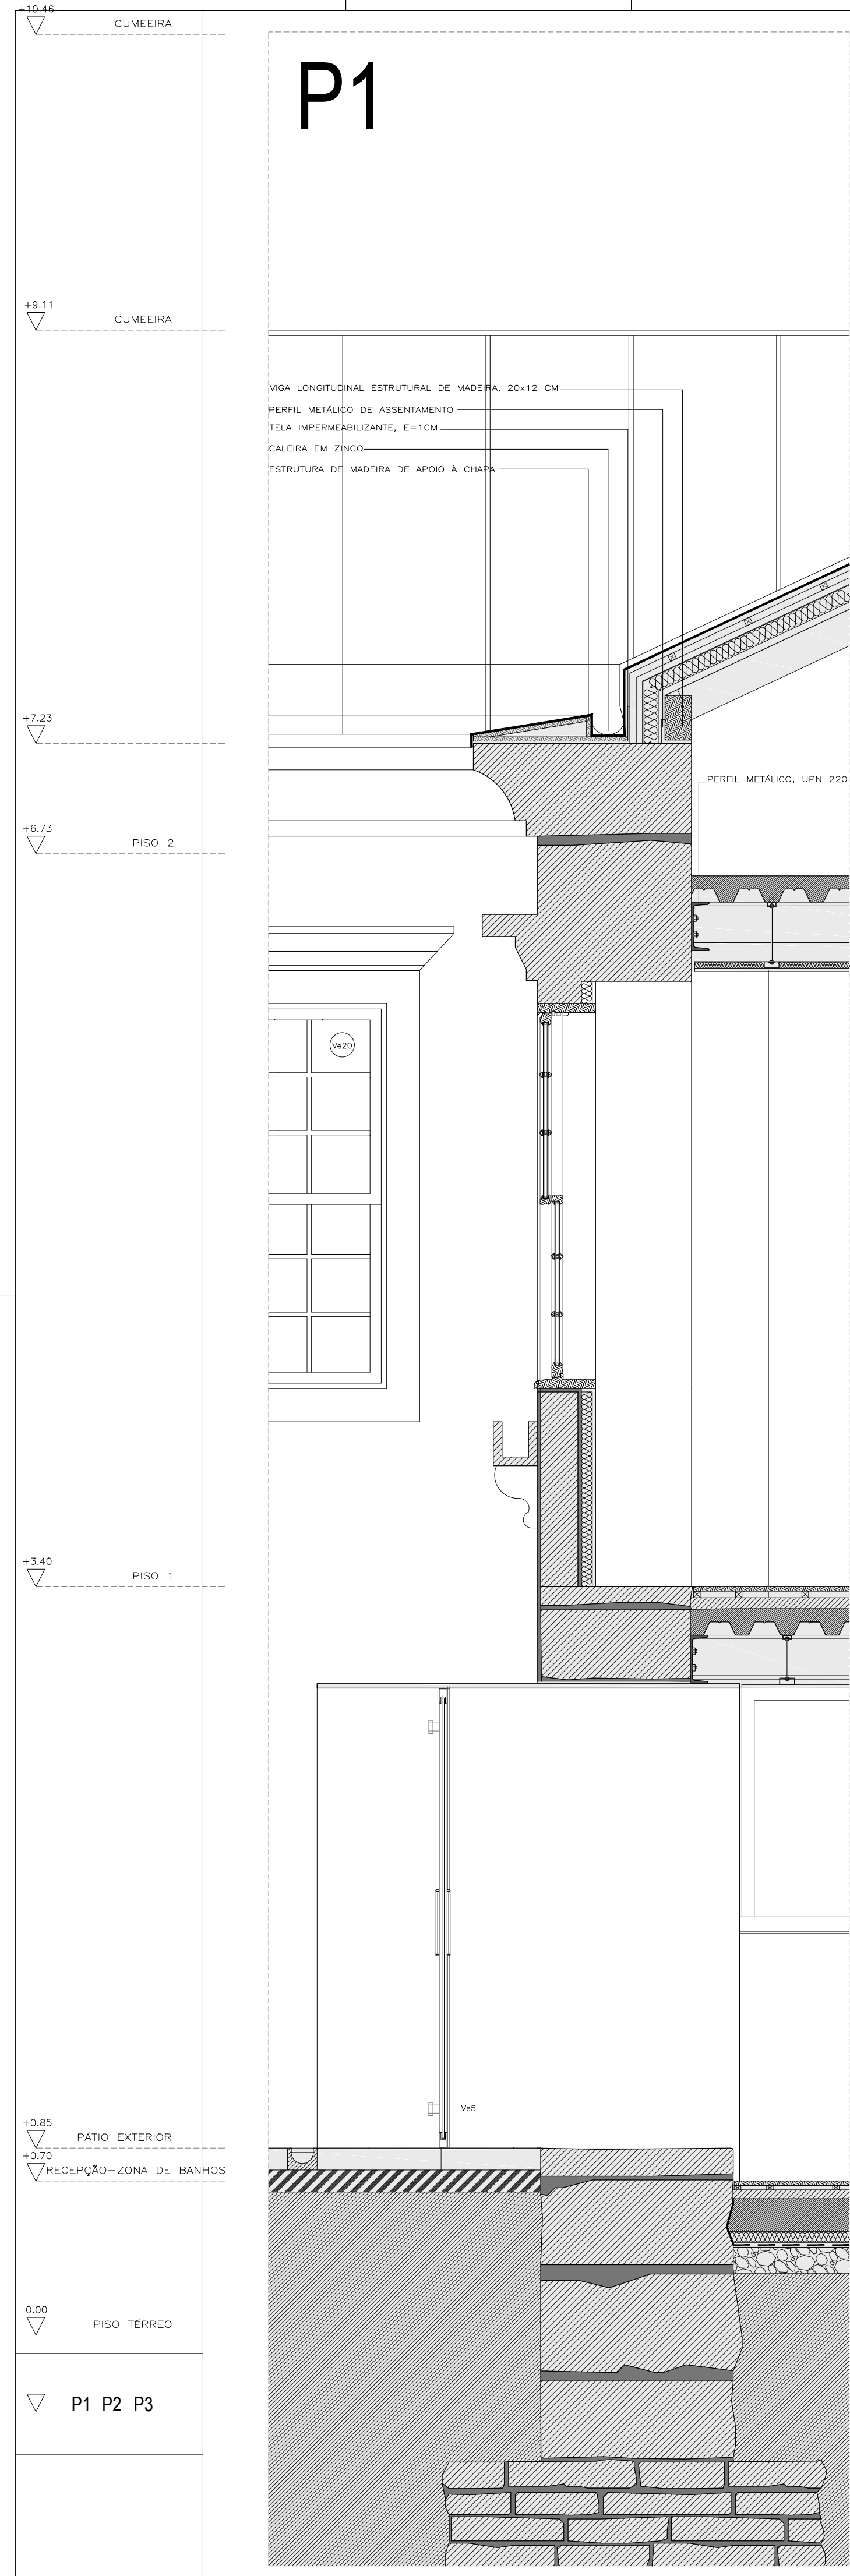 +10.46
CUMEEIRA
P1
+9.11
CUMEEIRA
VIGA LONGITUDINAL ESTRUTURAL DE MADEIRA, 20x12 CM
PERFIL METÁLICO DE ASSENTAMENTO
TELA IMPERMEABILIZANTE, E=1CM
CALEIRA EM ZINCO
ESTRUTURA DE MADEIRA DE APOIO À CHAPA
+7.23
PERFIL METÁLICO, UPN 220
+6.73
PISO 2
Ve20
+3.40
PISO 1
Ve5
+0.85
PÁTIO EXTERIOR
+0.70
RECEPÇÃO-ZONA DE BANHOS
0.00
PISO TÉRREO
P1 P2 P3